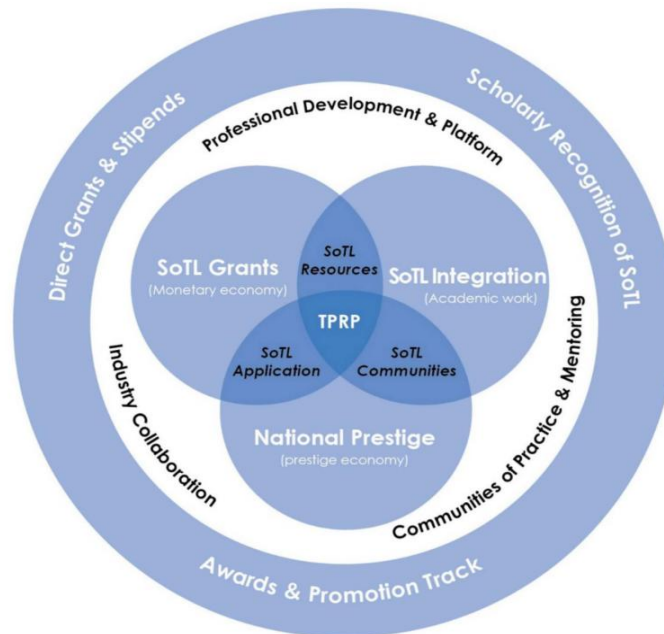 Direct Grants & Stipends
Scholarly Recognition of SoTL
Professional Development & Platform
SoTL Grants
(Monetary economy)
SoTL
Resources
SoTL Integration
(Academic work)
TPRP
SoTL
Application
SoTL
Communities
National Prestige
(prestige economy)
Industry Collaboration
Communities of Practice & Mentoring
Awards & Promotion Track